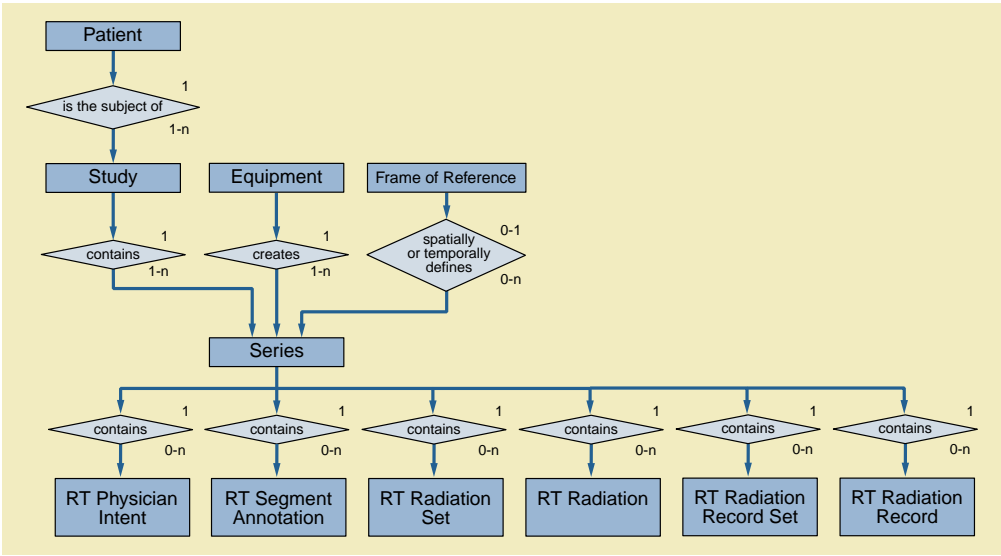 Patient
1
is the subject of
1-n
Study
Equipment
Frame of Reference
1
contains
1-n
1
creates
1-n
0-1
spatially
or temporally
defines
0-n
Series
1
contains
0-n
1
contains
0-n
1
contains
0-n
1
contains
0-n
1
contains
0-n
1
contains
0-n
RT Physician
Intent
RT Segment
Annotation
RT Radiation
Set
RT Radiation
RT Radiation
Record Set
RT Radiation
Record